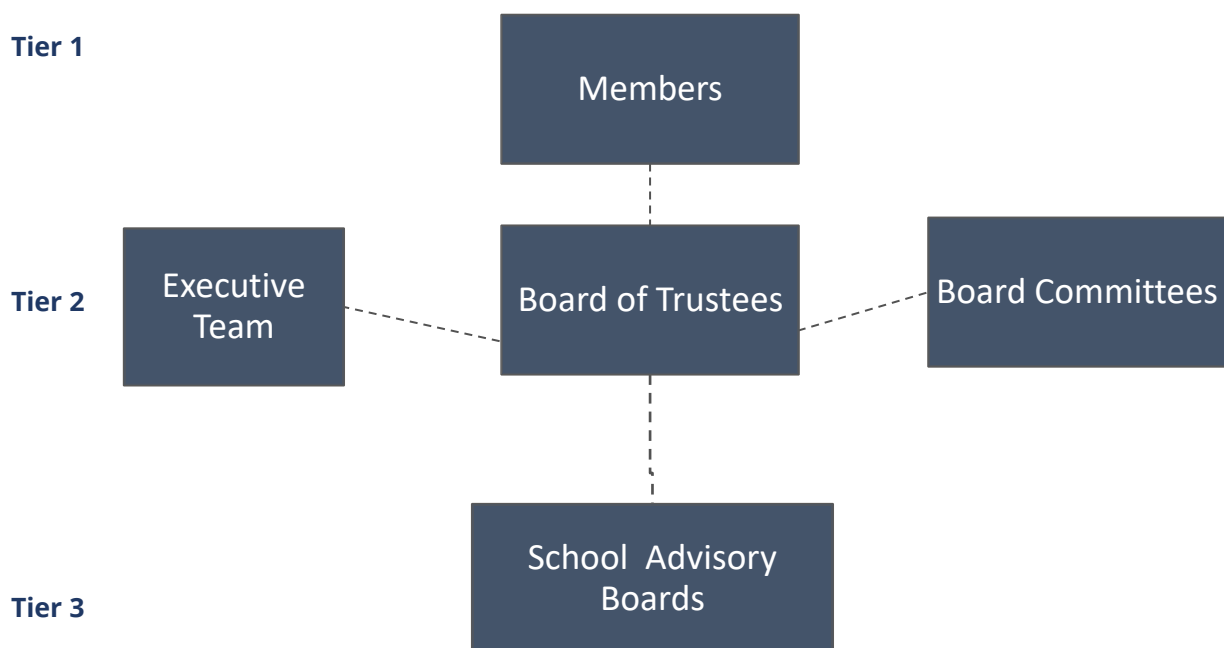 Tier 1
Members
Tier 2
Executive
Team
Board of Trustees
Board Committees
School  Advisory
Boards
Tier 3